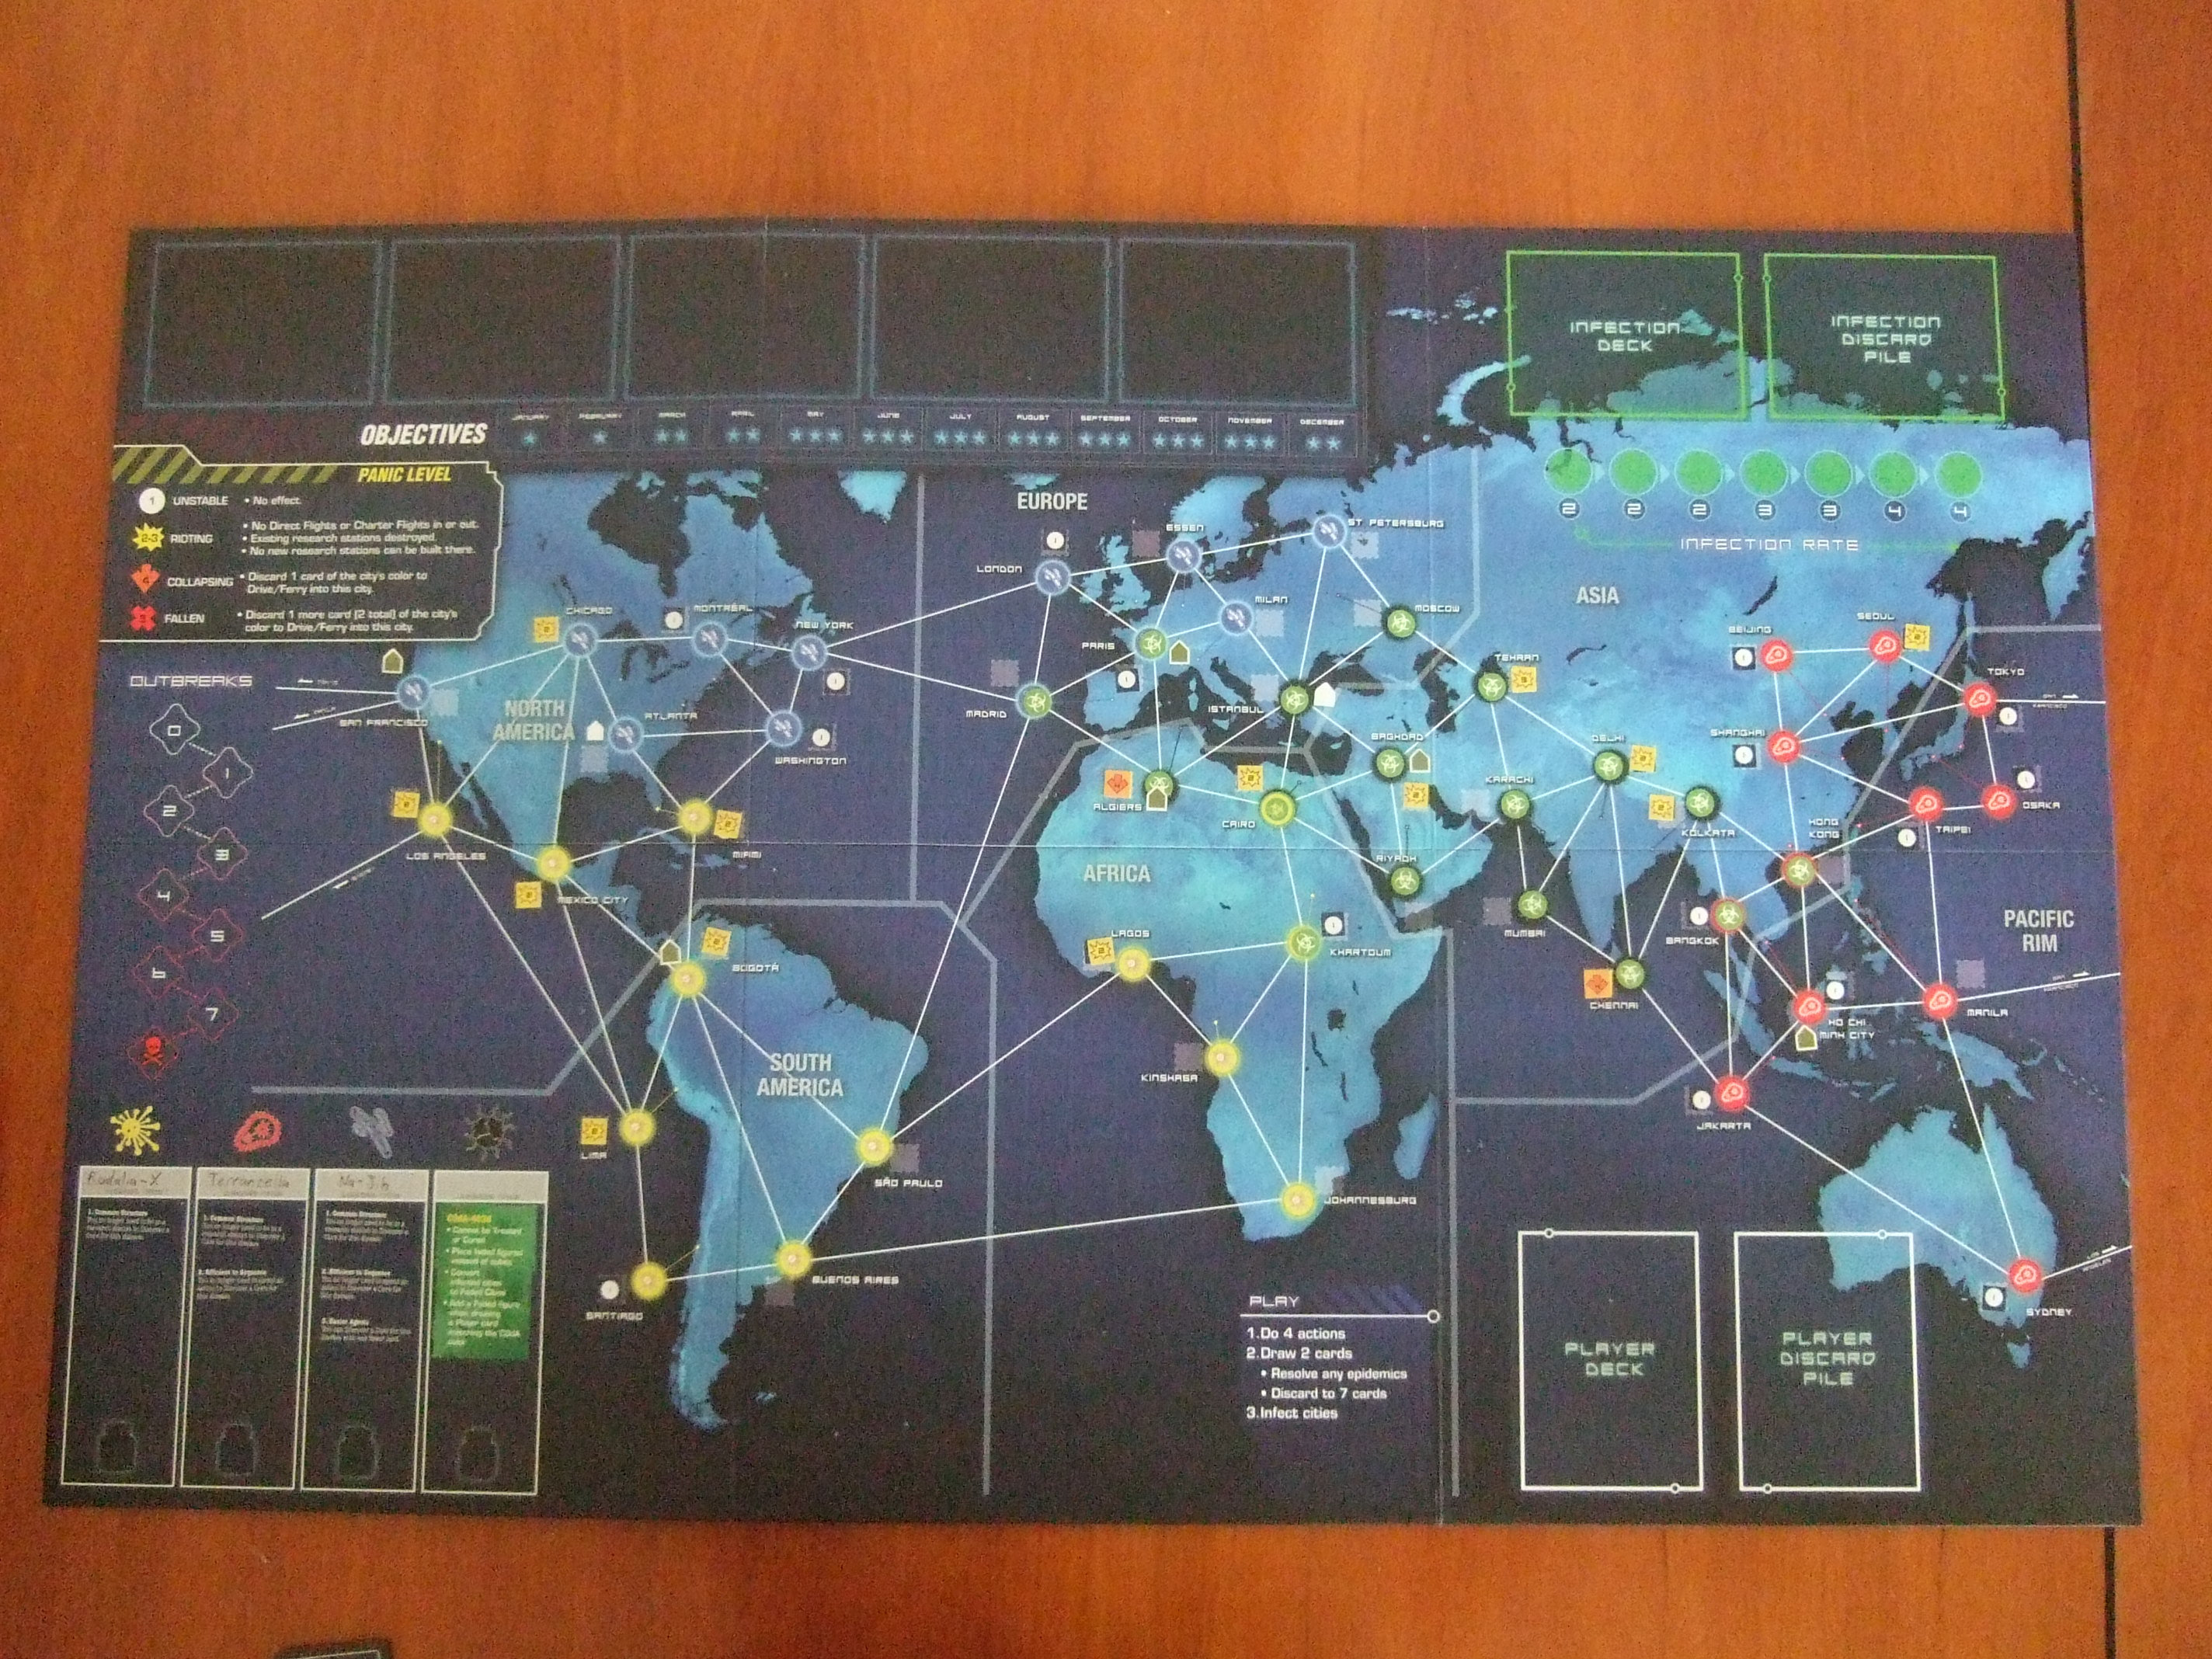 INFECTION
DECK
INFECTION
DISCARD
PILE
OBJECTIVES
JANUARY
FEBRUARY
MARCH
APRIL
MAY
JUNE
JULY
AUGUST
SEPTEMBER
OCTOBER
NOVEMBER
DECEMBER
PANIC LEVEL
1 UNSTABLE • No effect.
2-3 RIOTING
• No Direct Flights or Charter Flights in or out.
• Existing research stations destroyed.
• No new research stations can be built there.
4 COLLAPSING
• Discard 1 card of the city's color to
Drive/Ferry into this city.
FALLEN
• Discard 1 more card (2 total) of the city's
color to Drive/Ferry into this city.
2 2 2 3 3 4 4
INFECTION RATE
EUROPE
ASIA
NORTH
AMERICA
SOUTH
AMERICA
AFRICA
PACIFIC
RIM
ESSEN
ST PETERSBURG
LONDON
MILAN
MOSCOW
PARIS
MADRID
ISTANBUL
CHICAGO
MONTRÉAL
NEW YORK
SAN FRANCISCO
ATLANTA
WASHINGTON
LOS ANGELES
MIAMI
MEXICO CITY
BOGOTÁ
LIMA
SANTIAGO
SÃO PAULO
BUENOS AIRES
ALGIERS
CAIRO
LAGOS
KHARTOUM
KINSHASA
JOHANNESBURG
TEHRAN
BAGHDAD
RIYADH
KARACHI
DELHI
MUMBAI
KOLKATA
CHENNAI
BEIJING
SEOUL
TOKYO
SHANGHAI
OSAKA
TAIPEI
HONG
KONG
BANGKOK
HO CHI
MINH CITY
MANILA
JAKARTA
SYDNEY
OUTBREAKS
0
1
2
3
4
5
6
7
PLAY
1.Do 4 actions
2.Draw 2 cards
• Resolve any epidemics
• Discard to 7 cards
3.Infect cities
PLAYER
DECK
PLAYER
DISCARD
PILE